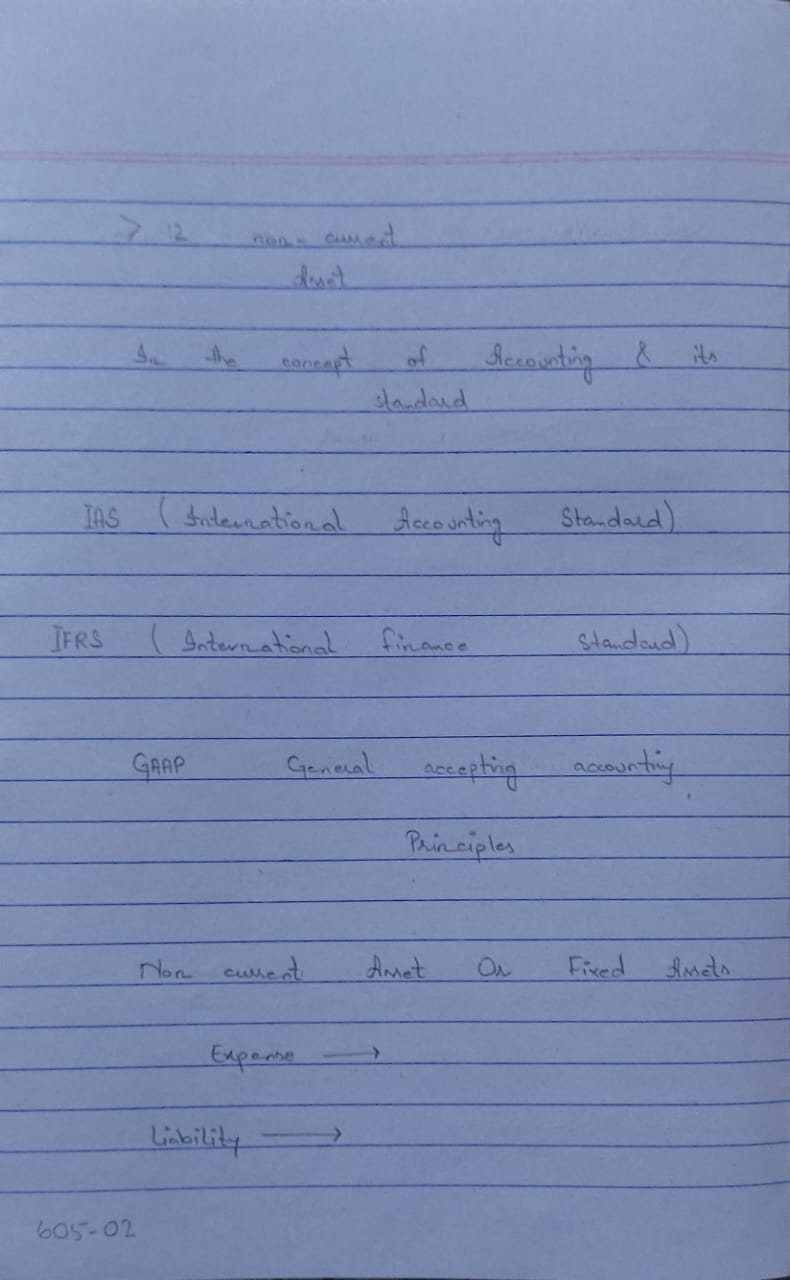 > 12 non-current
Asset
In the concept of Accounting & its
standard
IAS (International Accounting Standard)
IFRS (International finance Standard)
GAAP General accepting accounting
Principles
Non current Asset Or Fixed Assets
Expense →
Liability →
605-02